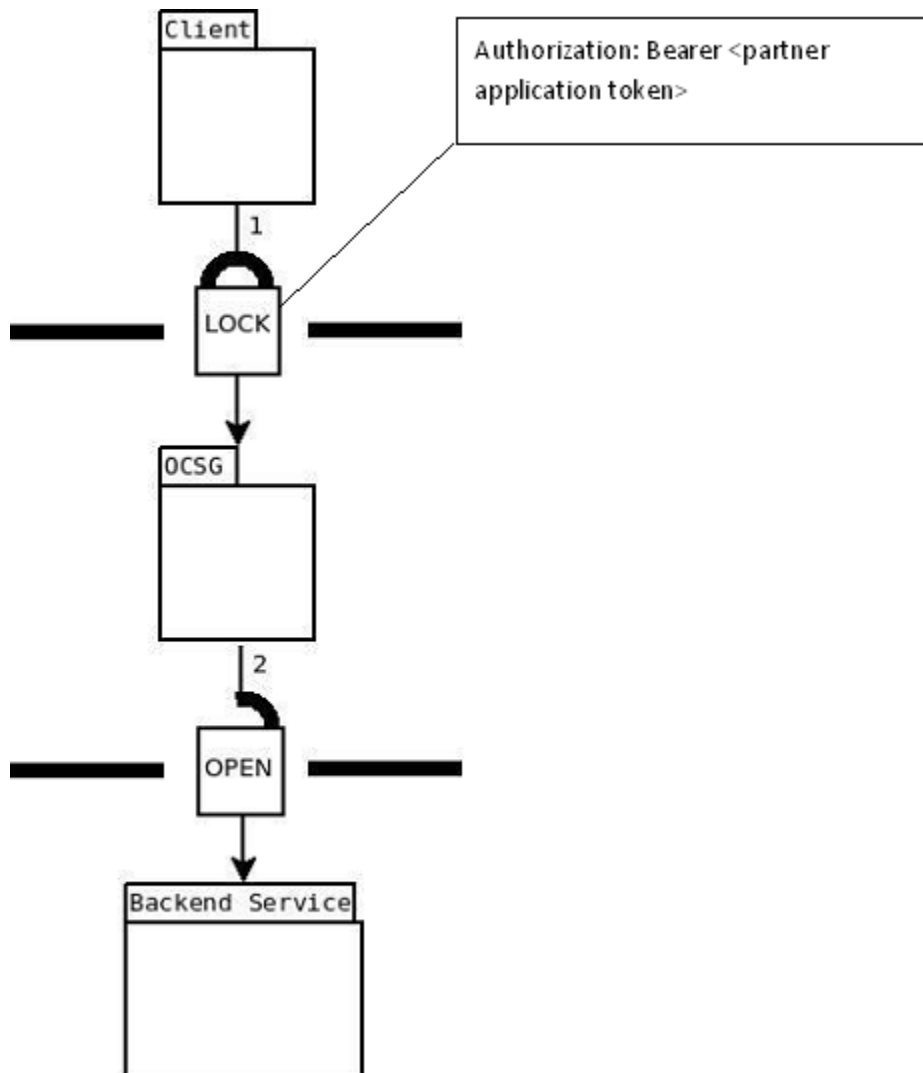 Client
Authorization: Bearer <partner
application token>
1
LOCK
OCSG
2
OPEN
Backend Service